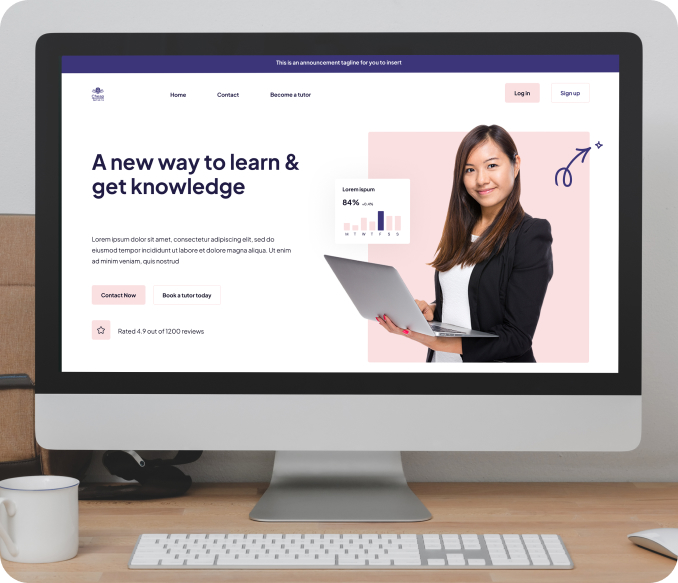 This is an announcement tagline for you to insert
Home
Contact
Become a tutor
Log in
Sign up
A new way to learn &
get knowledge
Lorem ispum
84%
M T W T F S S
Lorem ipsum dolor sit amet, consectetur adipiscing elit, sed do
eiusmod tempor incididunt ut labore et dolore magna aliqua. Ut enim
ad minim veniam, quis nostrud
Contact Now
Book a tutor today
Rated 4.9 out of 1200 reviews